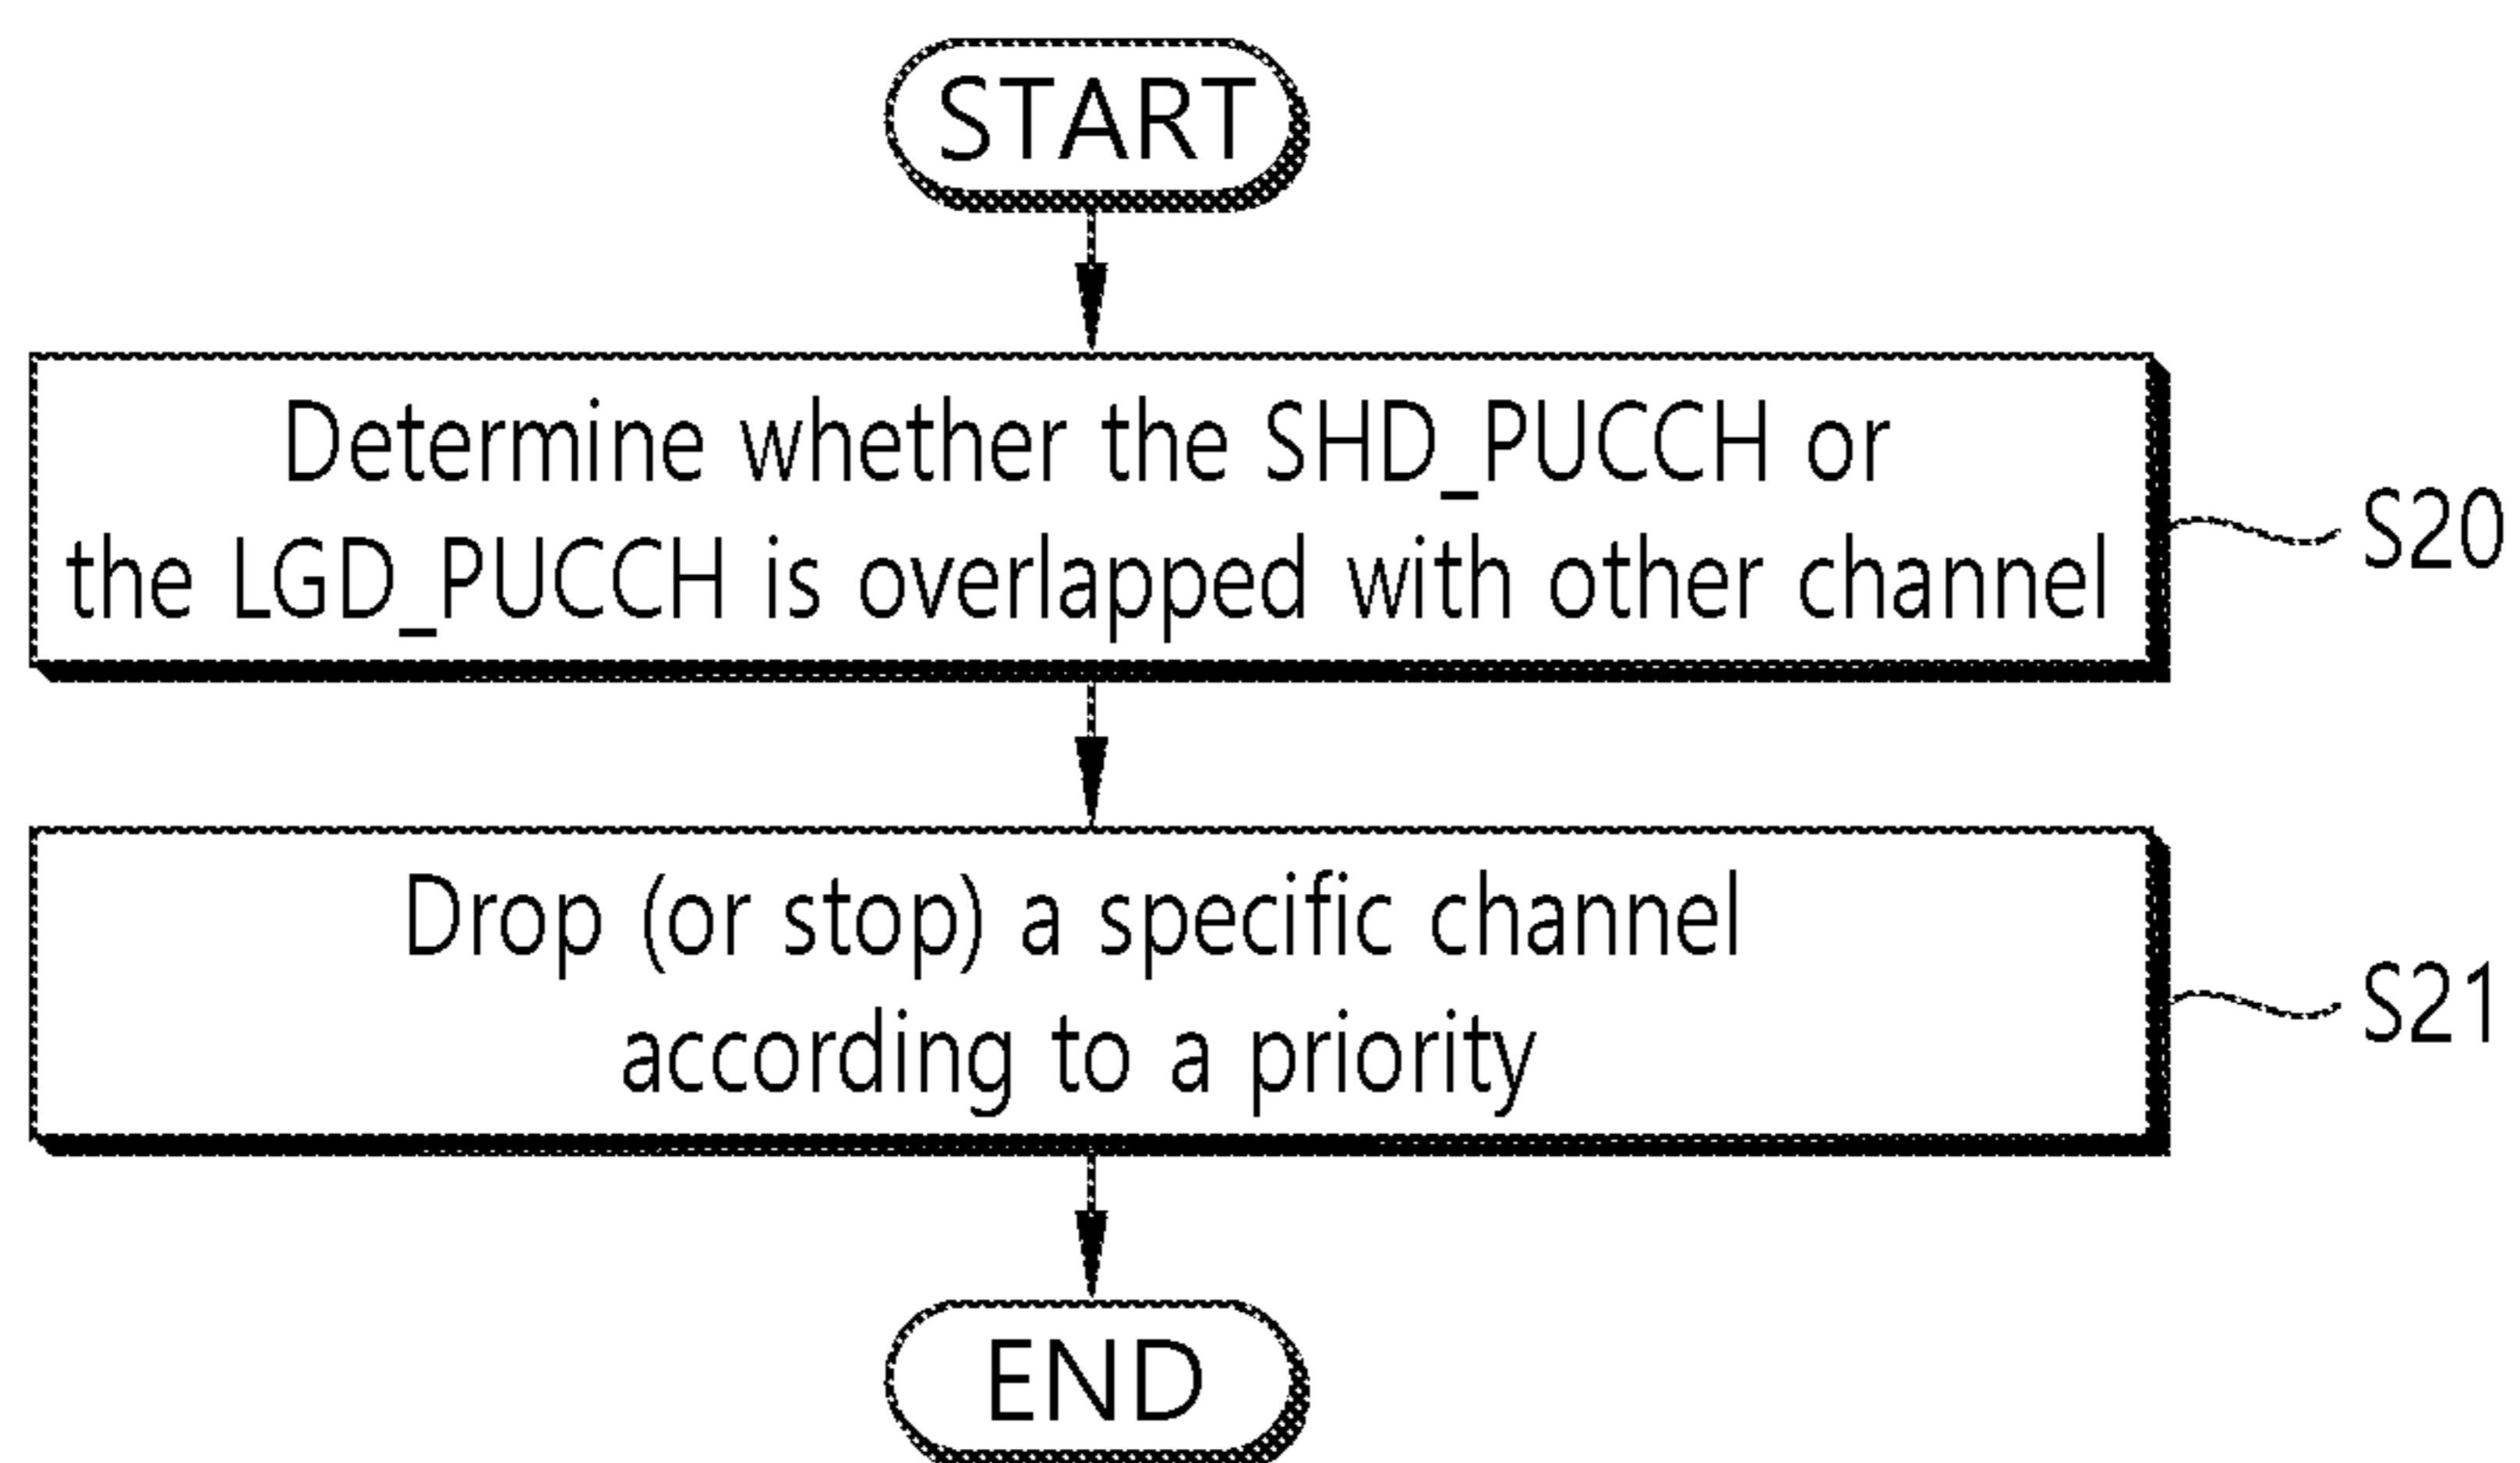 START
Determine whether the SHD_PUCCH or
the LGD_PUCCH is overlapped with other channel
S20
Drop (or stop) a specific channel
according to a priority
S21
END